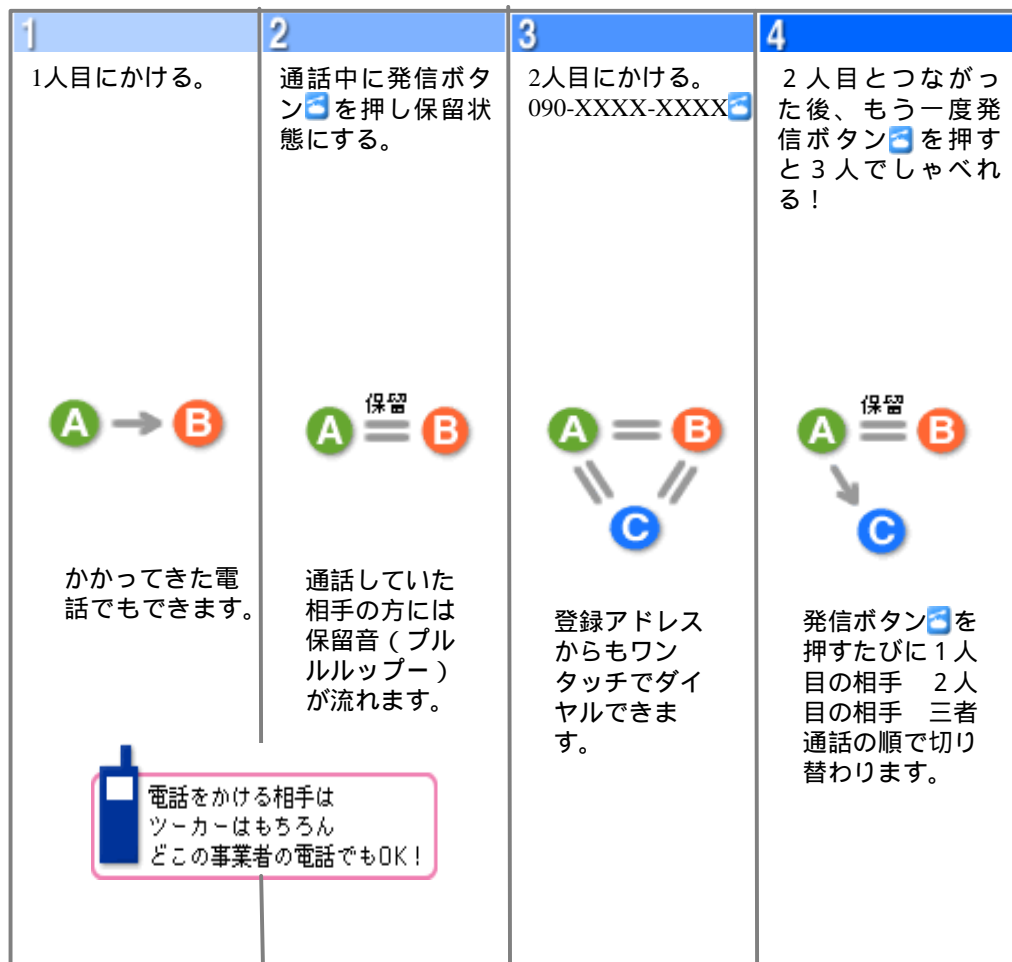 1
1人目にかける。
A B
かかってきた電
話でもできます。
2
通話中に発信ボタ
ンを押し保留状
態にする。
保留
A B
通話していた
相手の方には
保留音（プル
ルルップー）
が流れます。
3
2人目にかける。
090-XXXX-XXXX
A B
C
登録アドレス
からもワン
タッチでダイ
ヤルできま
す。
4
２人目とつながっ
た後、もう一度発
信ボタンを押す
と３人でしゃべれ
る！
保留
A B
C
発信ボタンを
押すたびに１人
目の相手　２人
目の相手　三者
通話の順で切り
替わります。
電話をかける相手は
ツーカーはもちろん
どこの事業者の電話でもOK！